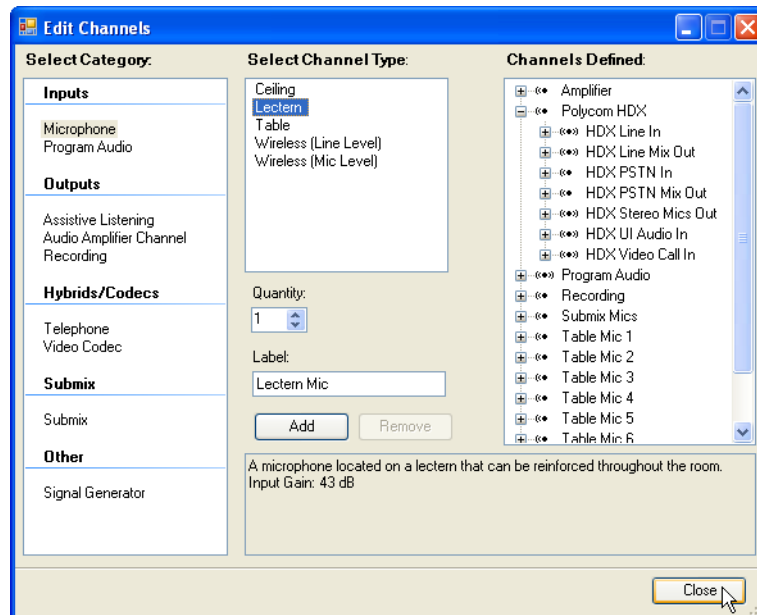 Edit Channels
Select Category:
Inputs
Microphone
Program Audio
Outputs
Assistive Listening
Audio Amplifier Channel
Recording
Hybrids/Codecs
Telephone
Video Codec
Submix
Submix
Other
Signal Generator
Select Channel Type:
Ceiling
Lectern
Table
Wireless (Line Level)
Wireless (Mic Level)
Quantity:
1
Label:
Lectern Mic
Add
Remove
Channels Defined:
Amplifier
Polycom HDX
HDX Line In
HDX Line Mix Out
HDX PSTN In
HDX PSTN Mix Out
HDX Stereo Mics Out
HDX UI Audio In
HDX Video Call In
Program Audio
Recording
Submix Mics
Table Mic 1
Table Mic 2
Table Mic 3
Table Mic 4
Table Mic 5
Table Mic 6
A microphone located on a lectern that can be reinforced throughout the room.
Input Gain: 43 dB
Close